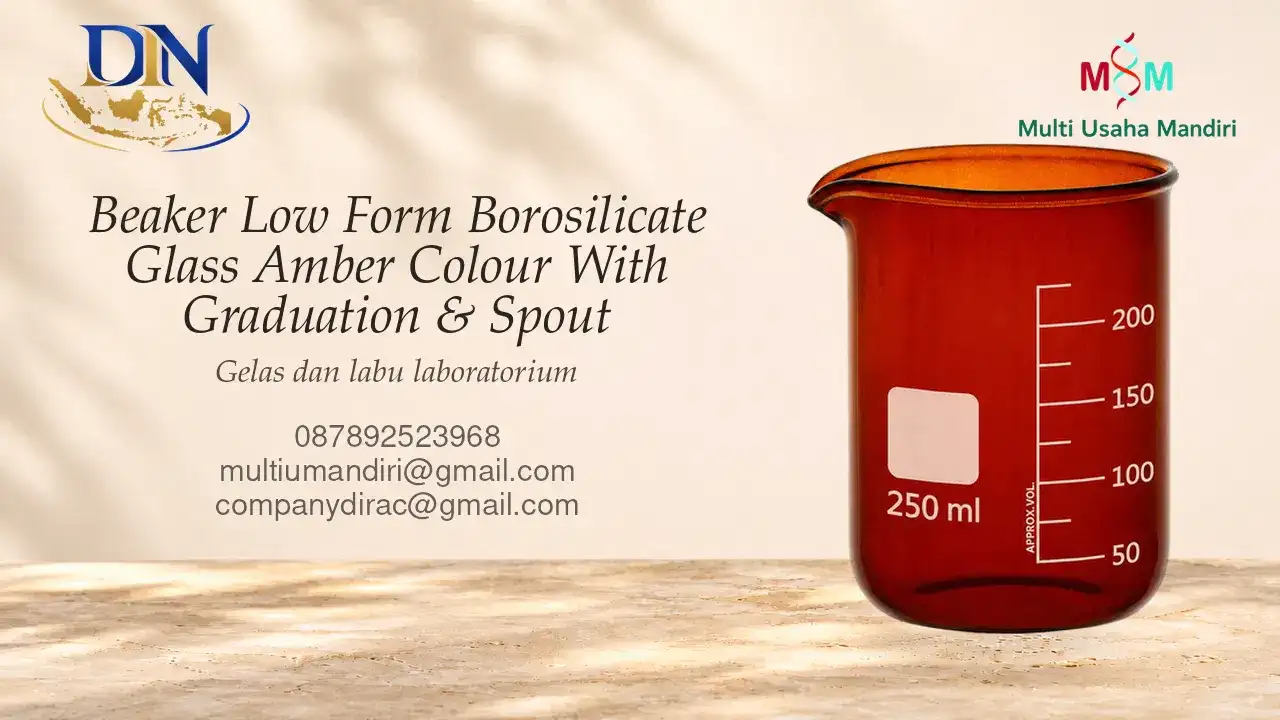 DIN
MSM
Multi Usaha Mandiri
Beaker Low Form Borosilicate
Glass Amber Colour With
Graduation & Spout
Gelas dan labu laboratorium
087892523968
multiumandiri@gmail.com
companydirac@gmail.com
200
150
100
50
APPROX.VOL.
250 ml